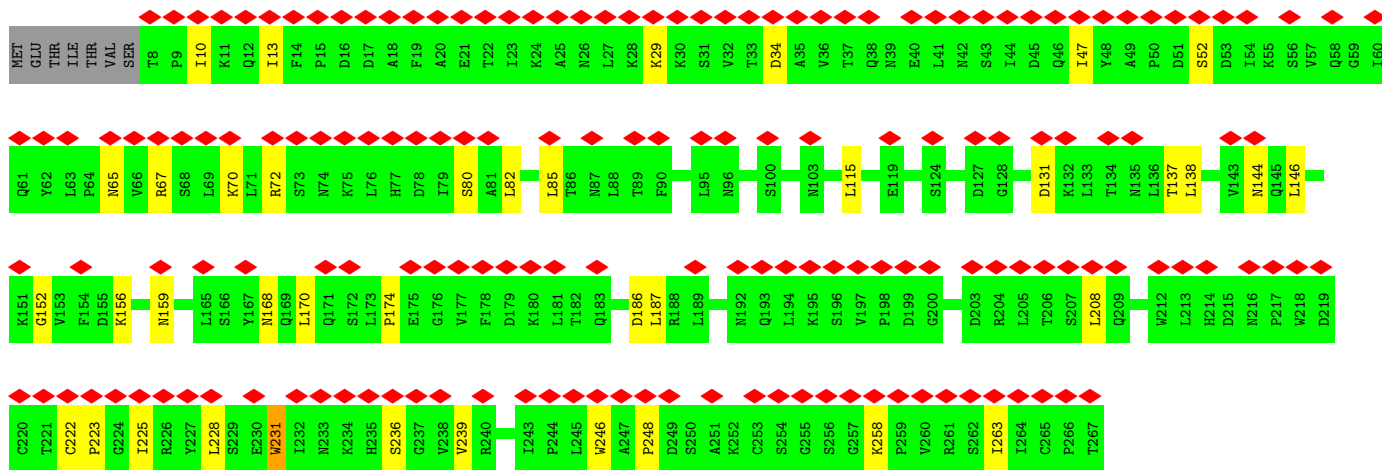 MET GLU THR ILE THR VAL SER T8 P9 I10 K11 Q12 I13 F14 P15 D16 D17 A18 F19 A20 E21 T22 I23 K24 A25 N26 L27 K28 K29 K30 S31 V32 T33 D34 A35 V36 T37 Q38 N39 E40 L41 N42 S43 I44 D45 Q46 I47 Y48 A49 P50 D51 S52 D53 I54 K55 S56 V57 Q58 G59 I60
Q61 Y62 L63 P64 N65 V66 R67 S68 L69 K70 L71 R72 S73 N74 K75 L76 H77 D78 I79 S80 A81 L82 L85 T86 N87 L88 T89 F90 L95 N96 S100 N103 L115 E119 S124 D127 G128 D131 K132 L133 T134 N135 L136 T137 L138 V143 N144 Q145 L146
K151 G152 V153 F154 D155 K156 N159 L165 S166 Y167 N168 Q169 L170 Q171 S172 L173 P174 E175 G176 V177 F178 D179 K180 L181 T182 Q183 D186 L187 R188 L189 N192 Q193 L194 K195 S196 V197 P198 D199 G200 D203 R204 L205 T206 S207 L208 Q209 W212 L213 H214 D215 N216 P217 W218 D219
C220 T221 C222 P223 G224 I225 R226 Y227 L228 S229 E230 W231 I232 N233 K234 H235 S236 G237 V238 V239 R240 I243 P244 L245 W246 A247 P248 D249 S250 A251 K252 C253 S254 G255 S256 G257 K258 P259 V260 R261 S262 I263 I264 C265 P266 T267